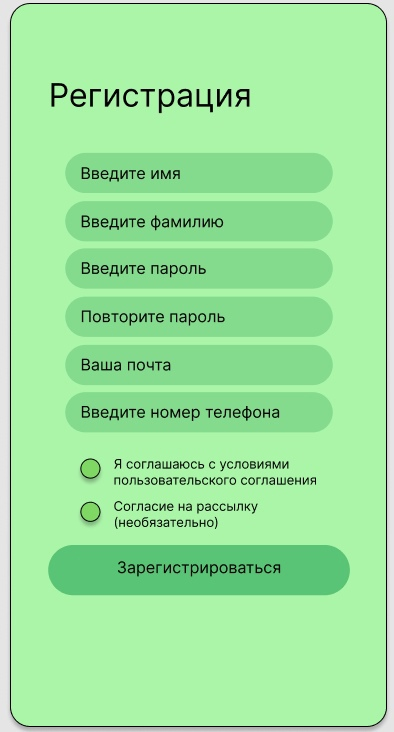 Регистрация
Введите имя
Введите фамилию
Введите пароль
Повторите пароль
Ваша почта
Введите номер телефона
Я соглашаюсь с условиями
пользовательского соглашения
Согласие на рассылку
(необязательно)
Зарегистрироваться